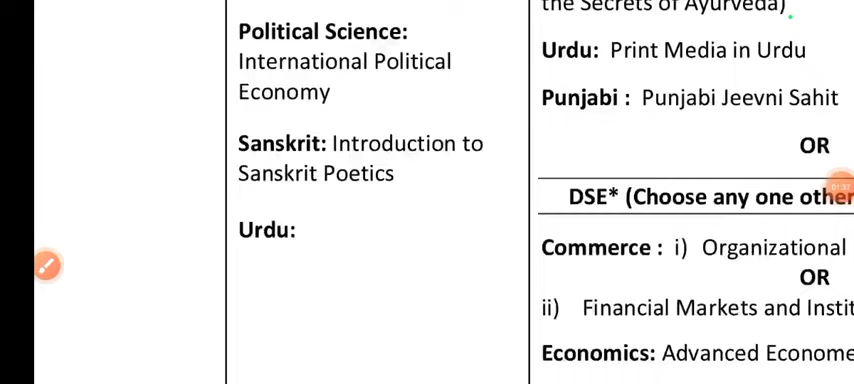 Political Science:
International Political
Economy
Sanskrit: Introduction to
Sanskrit Poetics
Urdu:
the Secrets of Ayurveda)
Urdu: Print Media in Urdu
Punjabi : Punjabi Jeevni Sahit
OR
DSE* (Choose any one other
Commerce : i) Organizational
OR
ii) Financial Markets and Instit
Economics: Advanced Econome
01:37